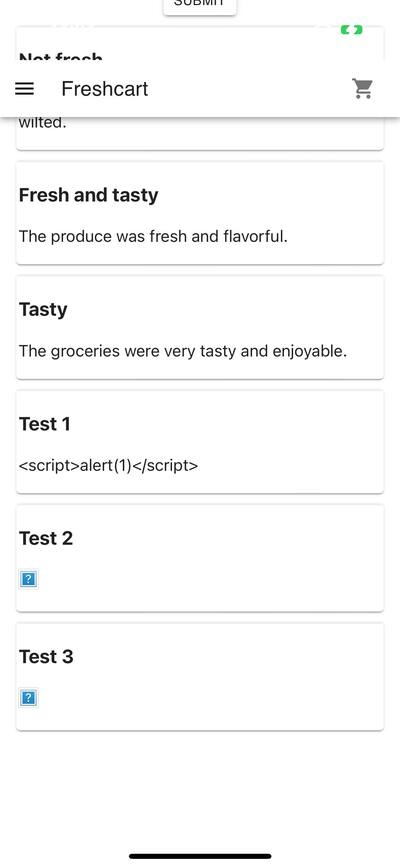 SUBMIT
Not fresh
Freshcart
wilted.
Fresh and tasty
The produce was fresh and flavorful.
Tasty
The groceries were very tasty and enjoyable.
Test 1
<script>alert(1)</script>
Test 2
?
Test 3
?